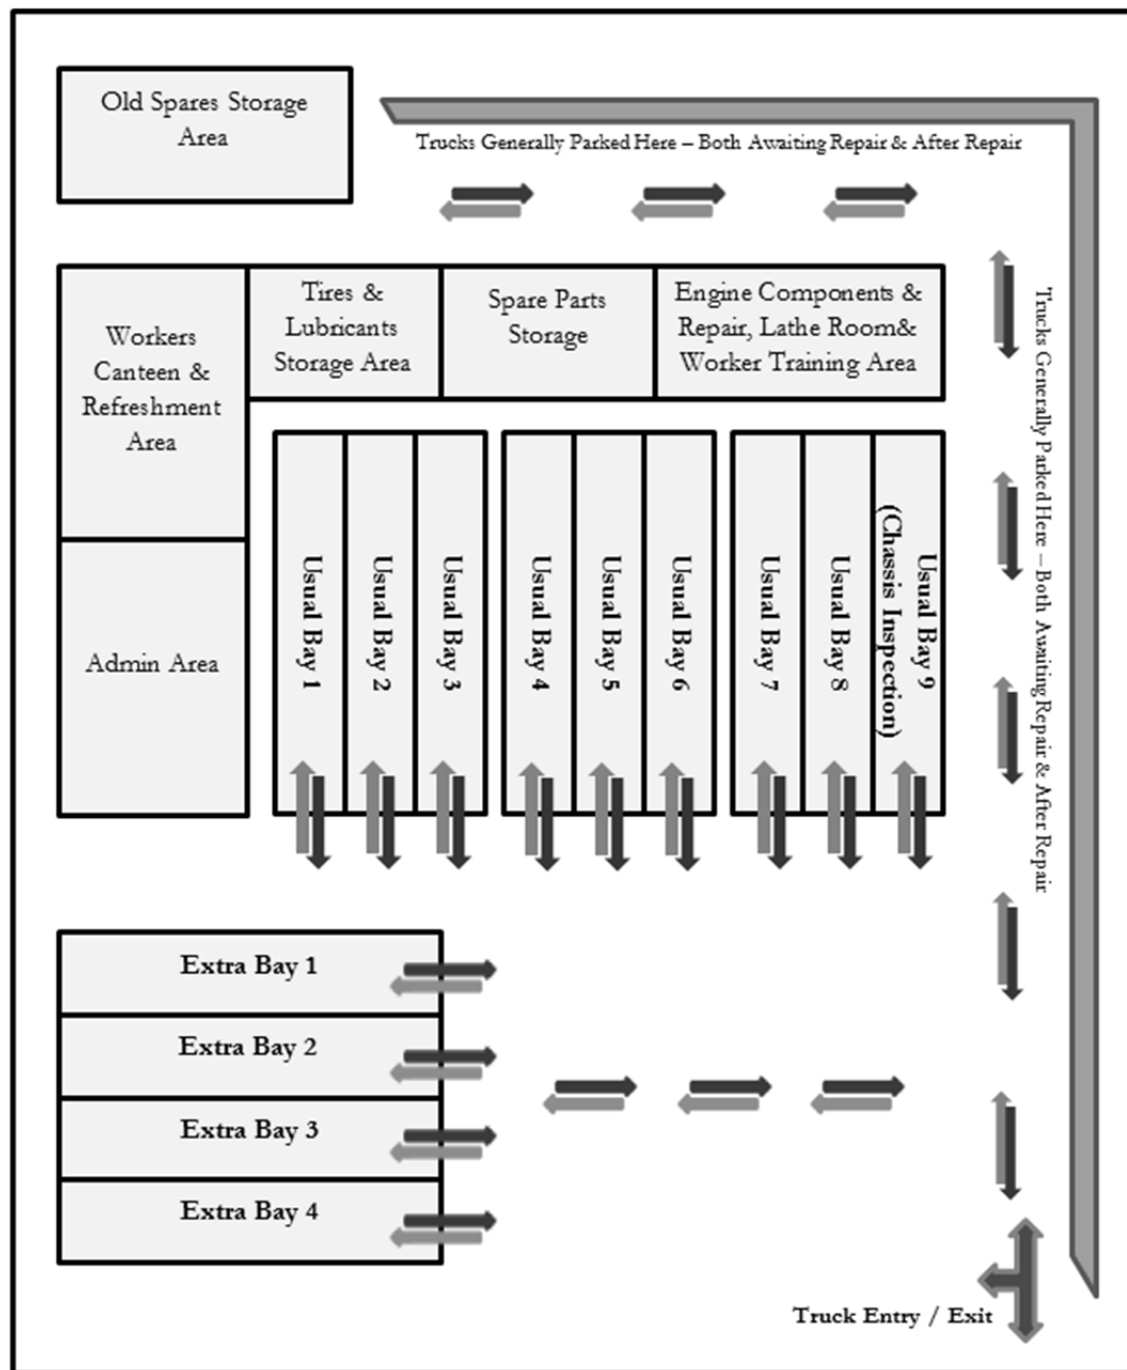 Old Spares Storage
Area
Trucks Generally Parked Here – Both Awaiting Repair & After Repair
Workers
Canteen &
Refreshment
Area
Tires &
Lubricants
Storage Area
Spare Parts
Storage
Engine Components &
Repair, Lathe Room&
Worker Training Area
Trucks Generally Parked Here – Both Awaiting Repair & After Repair
Admin Area
Usual Bay 1
Usual Bay 2
Usual Bay 3
Usual Bay 4
Usual Bay 5
Usual Bay 6
Usual Bay 7
Usual Bay 8
Usual Bay 9
(Chassis Inspection)
Extra Bay 1
Extra Bay 2
Extra Bay 3
Extra Bay 4
Truck Entry / Exit